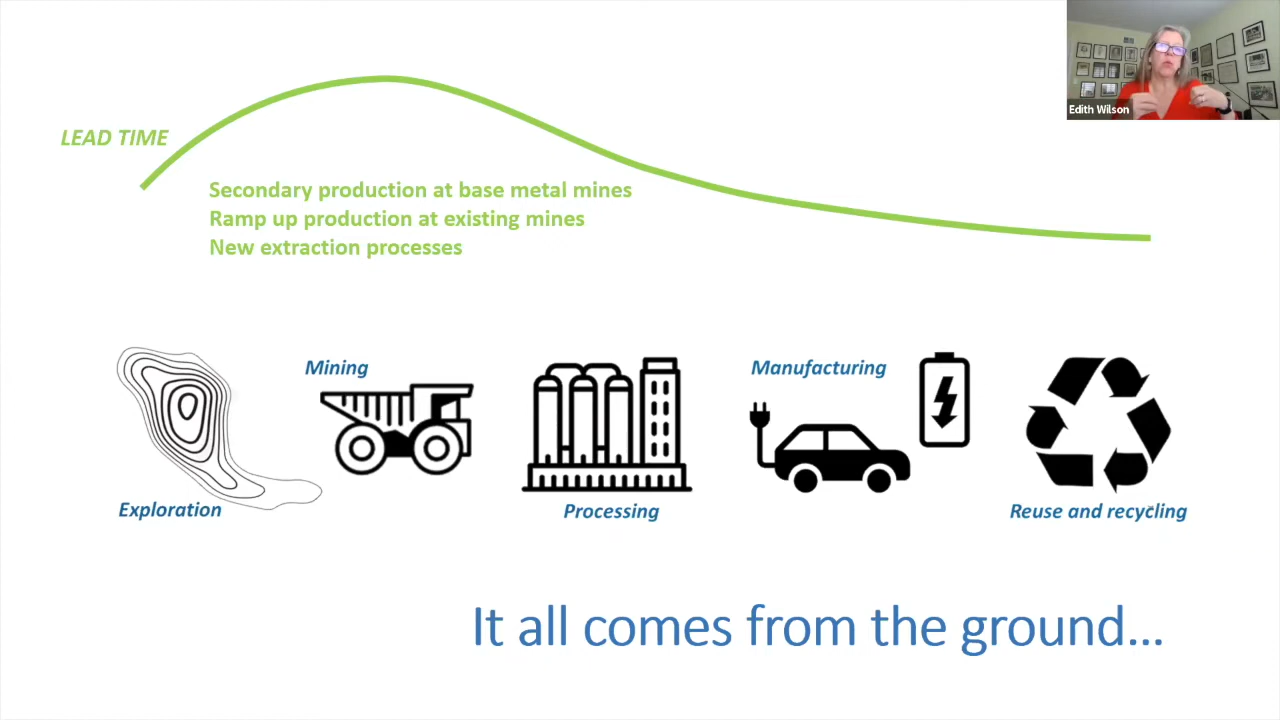 Edith Wilson
LEAD TIME
Secondary production at base metal mines
Ramp up production at existing mines
New extraction processes
Mining
Manufacturing
Exploration
Processing
Reuse and recycling
It all comes from the ground...